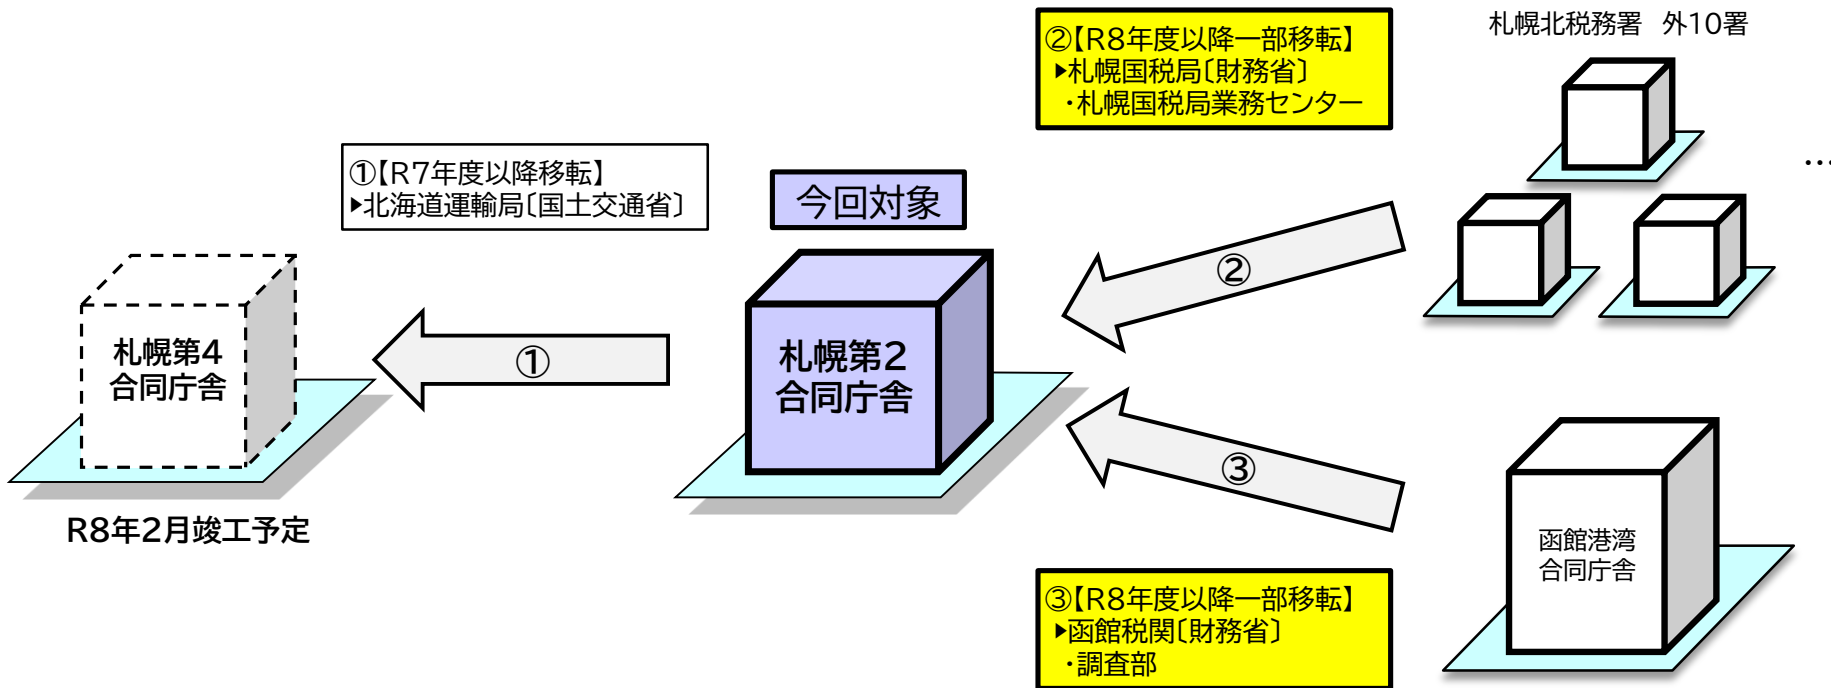 ②【R8年度以降一部移転】
▶札幌国税局〔財務省〕
・札幌国税局業務センター
札幌北税務署　外10署
…
①【R7年度以降移転】
▶北海道運輸局〔国土交通省〕
今回対象
②
札幌第4
合同庁舎
①
札幌第2
合同庁舎
③
R8年2月竣工予定
函館港湾
合同庁舎
③【R8年度以降一部移転】
▶函館税関〔財務省〕
・調査部